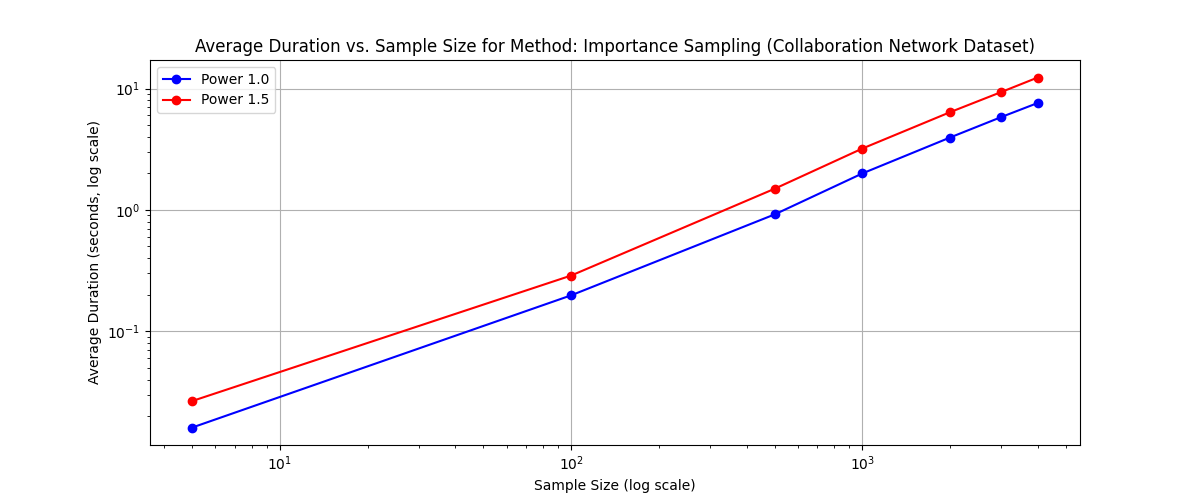 Average Duration vs. Sample Size for Method: Importance Sampling (Collaboration Network Dataset)
Power 1.0
Power 1.5
Average Duration (seconds, log scale)
10¹
10⁰
10⁻¹
10¹ 10² 10³
Sample Size (log scale)